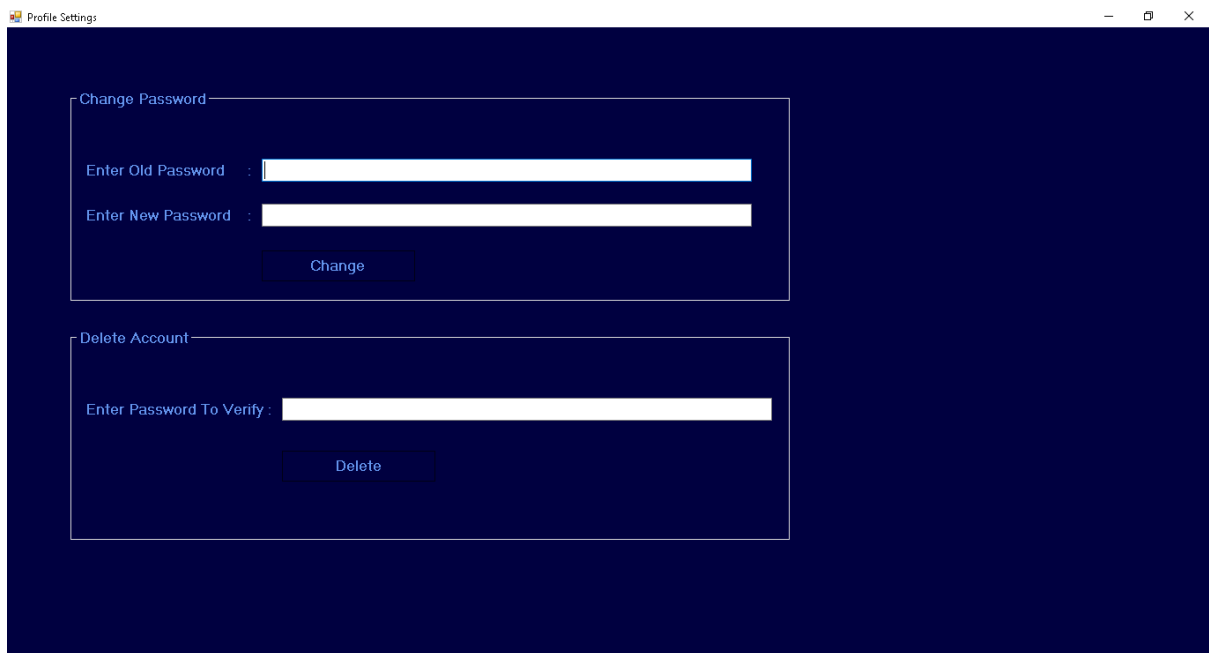 Profile Settings
Change Password
Enter Old Password :
Enter New Password :
Change
Delete Account
Enter Password To Verify :
Delete